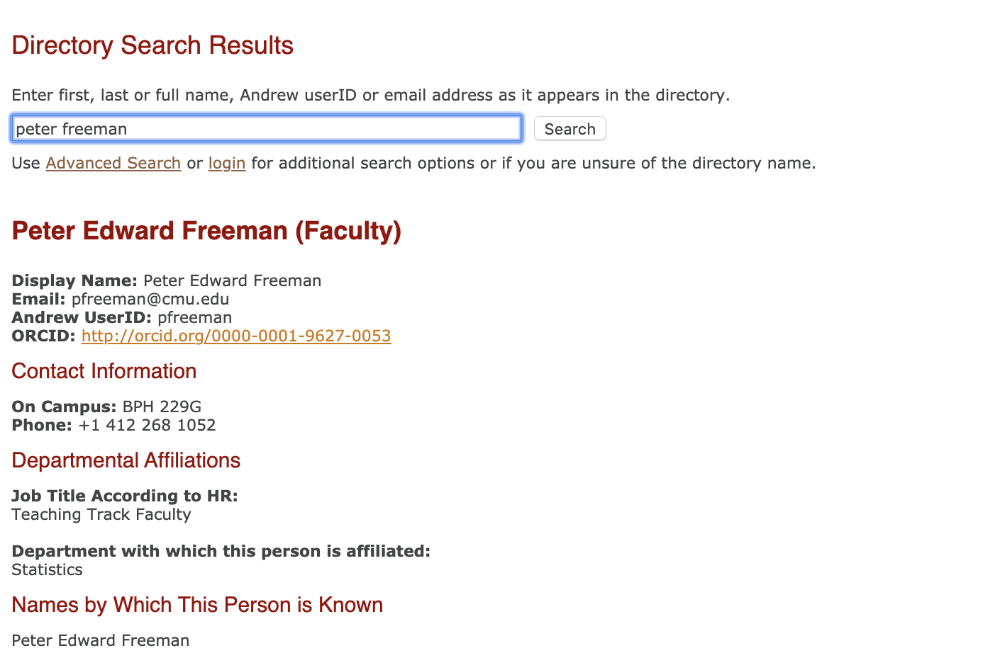 Directory Search Results
Enter first, last or full name, Andrew userID or email address as it appears in the directory.
peter freeman Search
Use Advanced Search or login for additional search options or if you are unsure of the directory name.
Peter Edward Freeman (Faculty)
Display Name: Peter Edward Freeman
Email: pfreeman@cmu.edu
Andrew UserID: pfreeman
ORCID: http://orcid.org/0000-0001-9627-0053
Contact Information
On Campus: BPH 229G
Phone: +1 412 268 1052
Departmental Affiliations
Job Title According to HR:
Teaching Track Faculty
Department with which this person is affiliated:
Statistics
Names by Which This Person is Known
Peter Edward Freeman